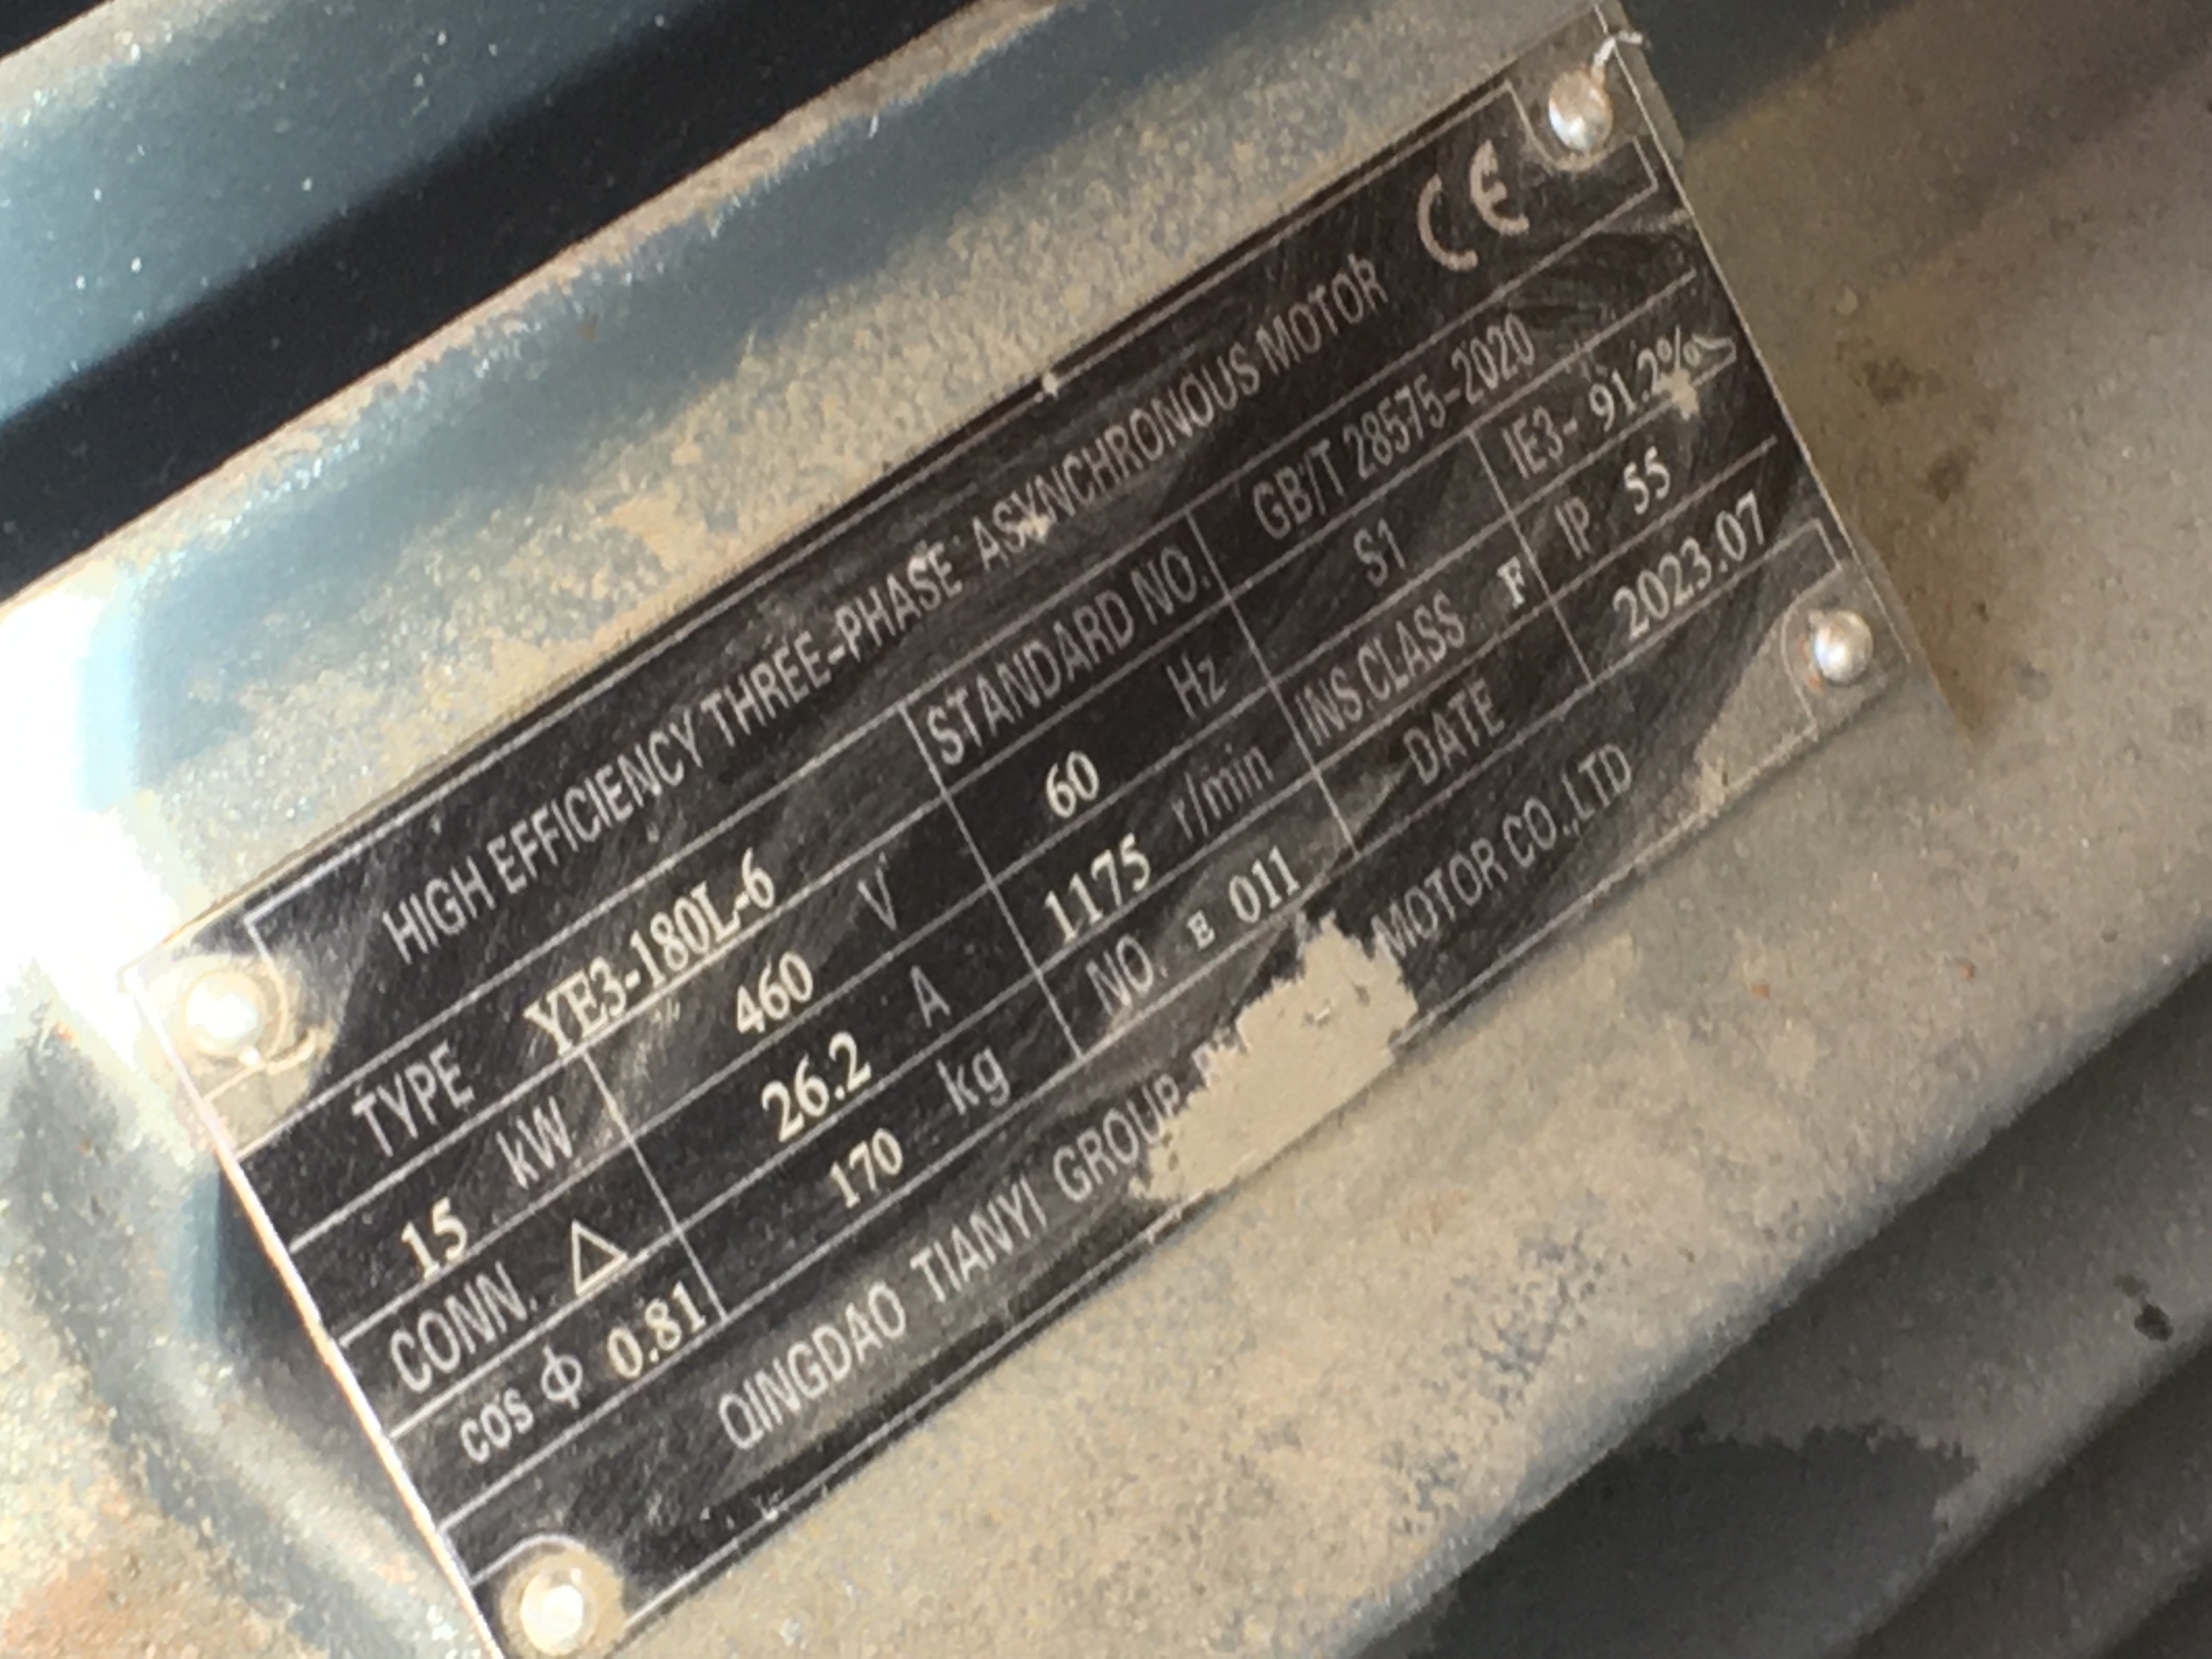 HIGH EFFICIENCY THREE-PHASE ASYNCHRONOUS MOTOR CE
TYPE YE3-180L-6 STANDARD NO. GB/T 28575-2020
15 kW 460 V 60 Hz S1 IE3- 91.2%
CONN. △ 26.2 A 1175 r/min INS.CLASS F IP 55
cos ϕ 0.81 170 kg NO. E 011 DATE 2023.07
QINGDAO TIANYI GROUP MOTOR CO.,LTD